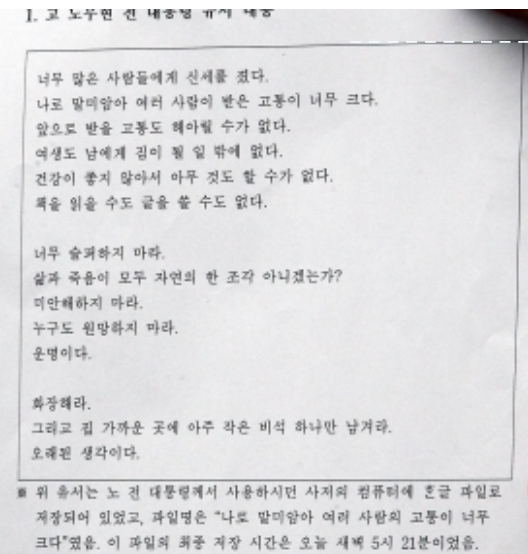 I. 고 노무현 전 대통령 유서 내용
너무 많은 사람들에게 신세를 졌다.
나로 말미암아 여러 사람이 받은 고통이 너무 크다.
앞으로 받을 고통도 헤아릴 수가 없다.
여생도 남에게 짐이 될 일 밖에 없다.
건강이 좋지 않아서 아무 것도 할 수가 없다.
책을 읽을 수도 글을 쓸 수도 없다.
너무 슬퍼하지 마라.
삶과 죽음이 모두 자연의 한 조각 아니겠는가?
미안해하지 마라.
누구도 원망하지 마라.
운명이다.
화장해라.
그리고 집 가까운 곳에 아주 작은 비석 하나만 남겨라.
오래된 생각이다.
※ 위 유서는 노 전 대통령께서 사용하시던 사저의 컴퓨터에 한글 파일로
저장되어 있었고, 파일명은 "나로 말미암아 여러 사람의 고통이 너무
크다"였음. 이 파일의 최종 저장 시간은 오늘 새벽 5시 21분이었음.